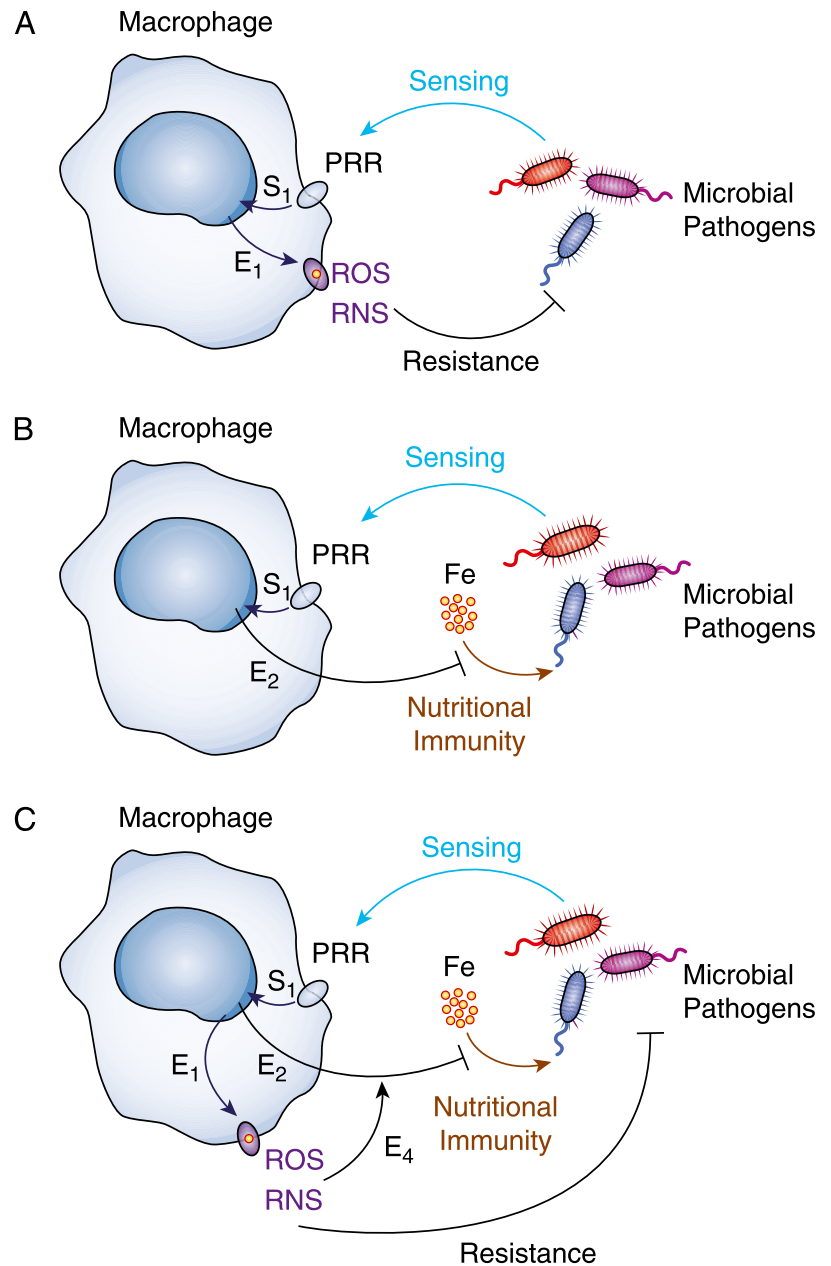 A
Macrophage
Sensing
PRR
S1
Microbial
Pathogens
E1
ROS
RNS
Resistance
B
Macrophage
Sensing
PRR
Fe
S1
Microbial
Pathogens
E2
Nutritional
Immunity
C
Macrophage
Sensing
PRR
Fe
S1
Microbial
Pathogens
E1
E2
Nutritional
Immunity
E4
ROS
RNS
Resistance